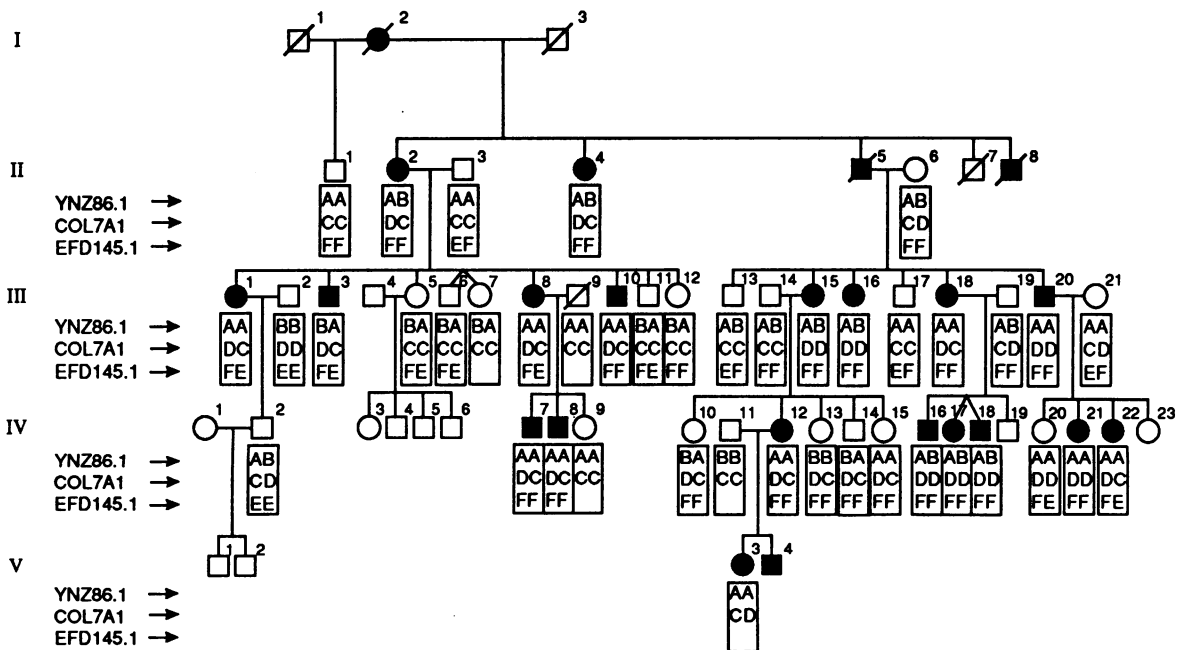 1 2 3
I
1 2 3 4 5 6 7 8
II
YNZ86.1 → AA AB AA AB AB
COL7A1 → CC DC CC DC CD
EFD145.1 → FF FF EF FF FF
1 2 3 4 5 6 7 8 9 10 11 12 13 14 15 16 17 18 19 20 21
III
YNZ86.1 → AA BB BA BA BA BA AA AA AA BA BA AB AB AB AB AA AA AB AA AA
COL7A1 → DC DD DC CC CC CC DC CC DC CC CC CC CC DD DD CC DC CD DD CD
EFD145.1 → FE EE FE FE FE FE FF FE FF EF FF FF FF EF FF FF FF EF
1 2 3 4 5 6 7 8 9 10 11 12 13 14 15 16 17 18 19 20 21 22 23
IV
YNZ86.1 → AB AA AA AA BA BB AA BB BA AA AB AB AB AA AA AA
COL7A1 → CD DC DC CC DC CC DC DC DC DC DD DD DD DD DD DC
EFD145.1 → EE FF FF FF FF FF FF FF FF FF FF FE FF FE
1 2 3 4
V
YNZ86.1 → AA
COL7A1 → CD
EFD145.1 →